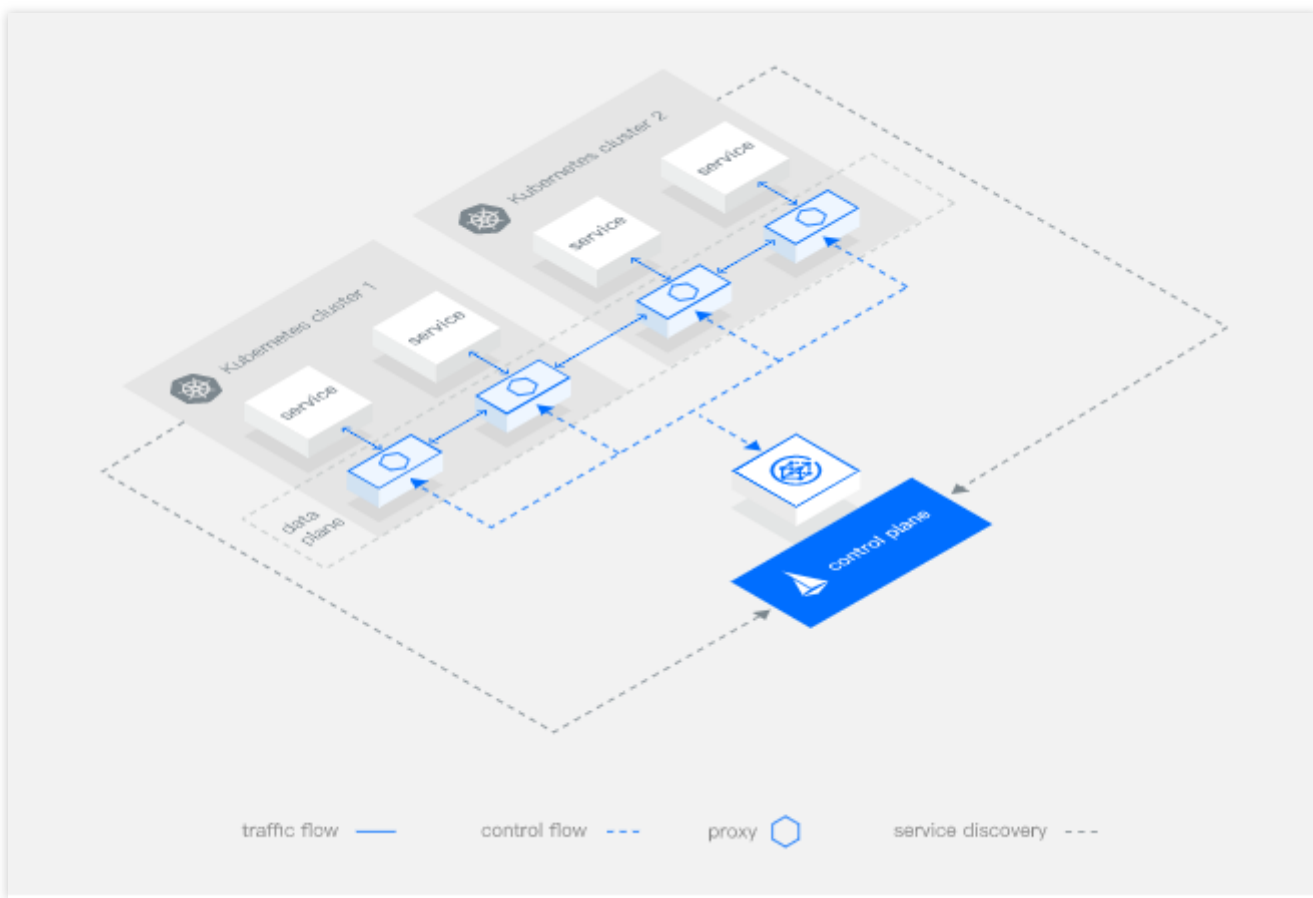 Kubernetes cluster 2
service
service
Kubernetes cluster 1
service
service
data
plane
control plane
traffic flow
control flow
proxy
service discovery